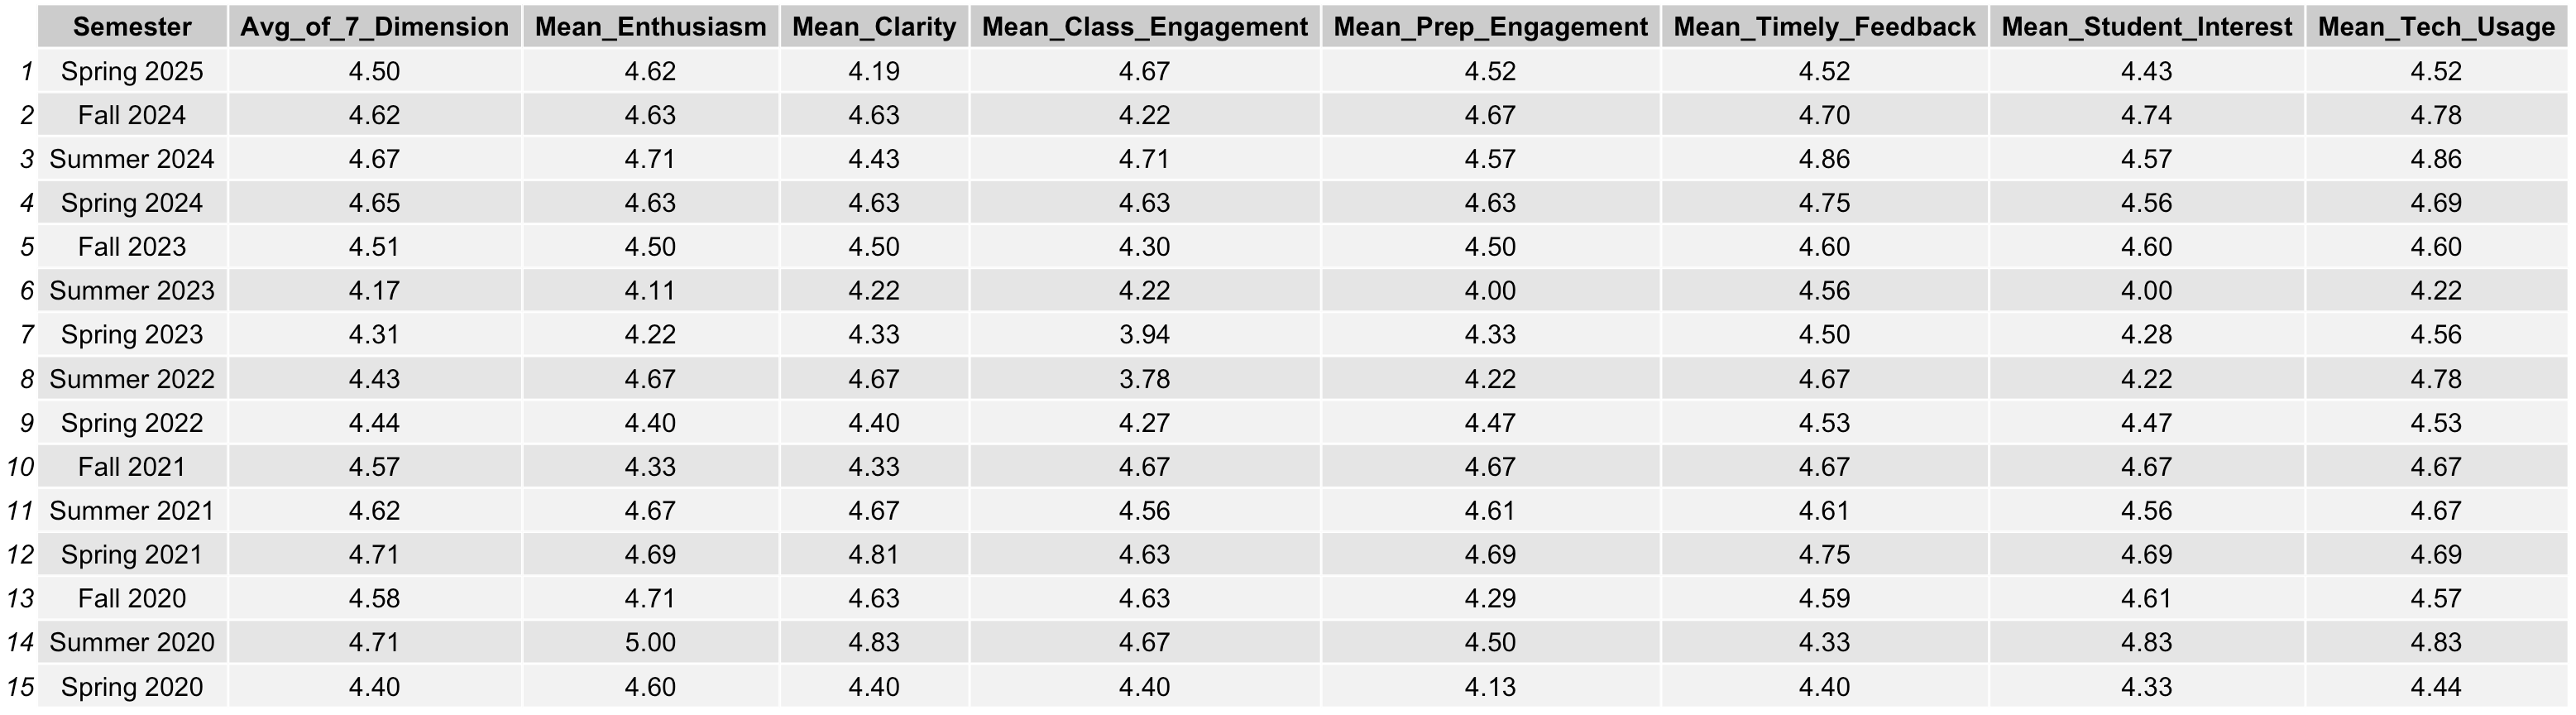 Semester Avg_of_7_Dimension Mean_Enthusiasm Mean_Clarity Mean_Class_Engagement Mean_Prep_Engagement Mean_Timely_Feedback Mean_Student_Interest Mean_Tech_Usage
1 Spring 2025 4.50 4.62 4.19 4.67 4.52 4.52 4.43 4.52
2 Fall 2024 4.62 4.63 4.63 4.22 4.67 4.70 4.74 4.78
3 Summer 2024 4.67 4.71 4.43 4.71 4.57 4.86 4.57 4.86
4 Spring 2024 4.65 4.63 4.63 4.63 4.63 4.75 4.56 4.69
5 Fall 2023 4.51 4.50 4.50 4.30 4.50 4.60 4.60 4.60
6 Summer 2023 4.17 4.11 4.22 4.22 4.00 4.56 4.00 4.22
7 Spring 2023 4.31 4.22 4.33 3.94 4.33 4.50 4.28 4.56
8 Summer 2022 4.43 4.67 4.67 3.78 4.22 4.67 4.22 4.78
9 Spring 2022 4.44 4.40 4.40 4.27 4.47 4.53 4.47 4.53
10 Fall 2021 4.57 4.33 4.33 4.67 4.67 4.67 4.67 4.67
11 Summer 2021 4.62 4.67 4.67 4.56 4.61 4.61 4.56 4.67
12 Spring 2021 4.71 4.69 4.81 4.63 4.69 4.75 4.69 4.69
13 Fall 2020 4.58 4.71 4.63 4.63 4.29 4.59 4.61 4.57
14 Summer 2020 4.71 5.00 4.83 4.67 4.50 4.33 4.83 4.83
15 Spring 2020 4.40 4.60 4.40 4.40 4.13 4.40 4.33 4.44